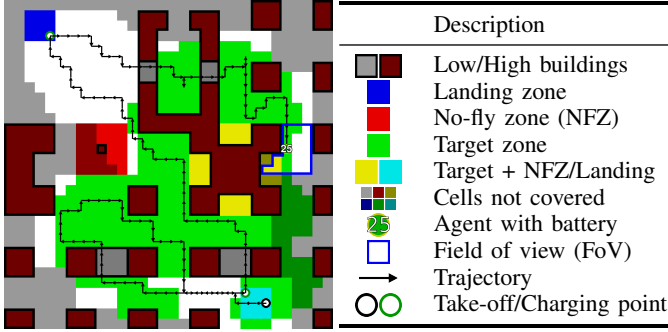 Description
Low/High buildings
Landing zone
No-fly zone (NFZ)
Target zone
Target + NFZ/Landing
Cells not covered
25 Agent with battery
Field of view (FoV)
Trajectory
Take-off/Charging point
25